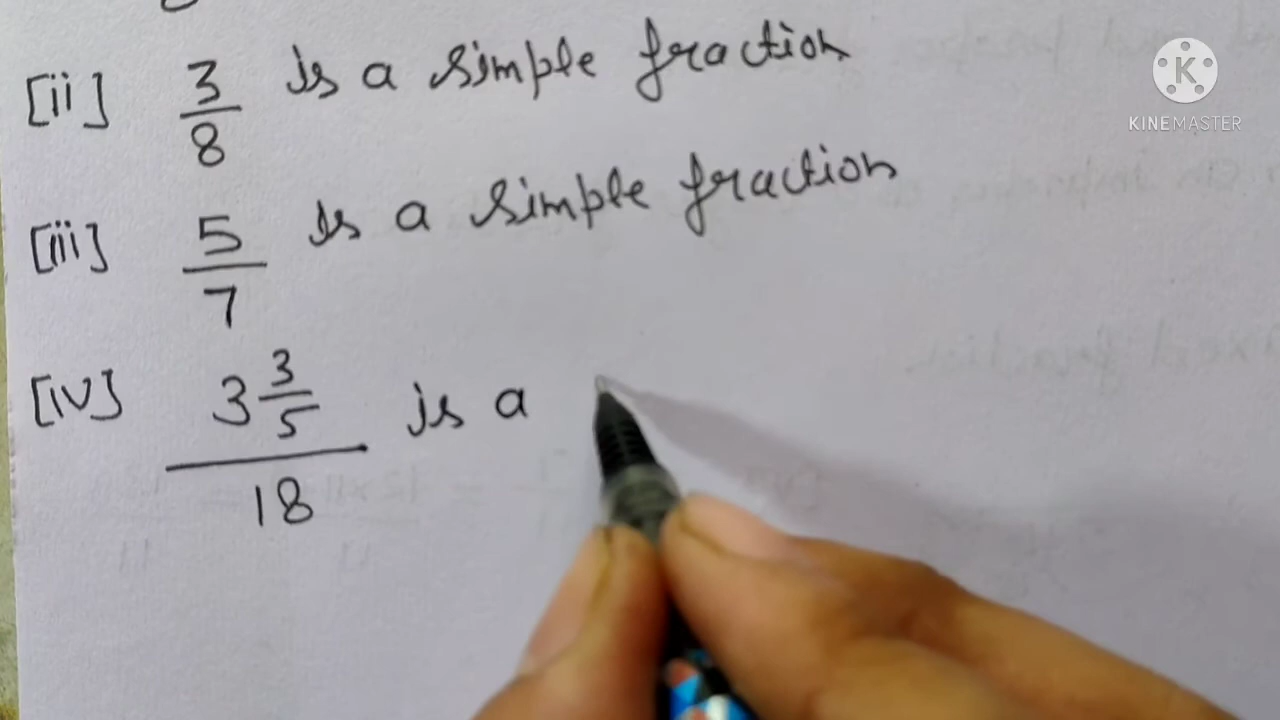 [ii] 3/8 is a simple fraction
[iii] 5/7 is a simple fraction
[iv] 3 3/5 / 18 is a
KINEMASTER